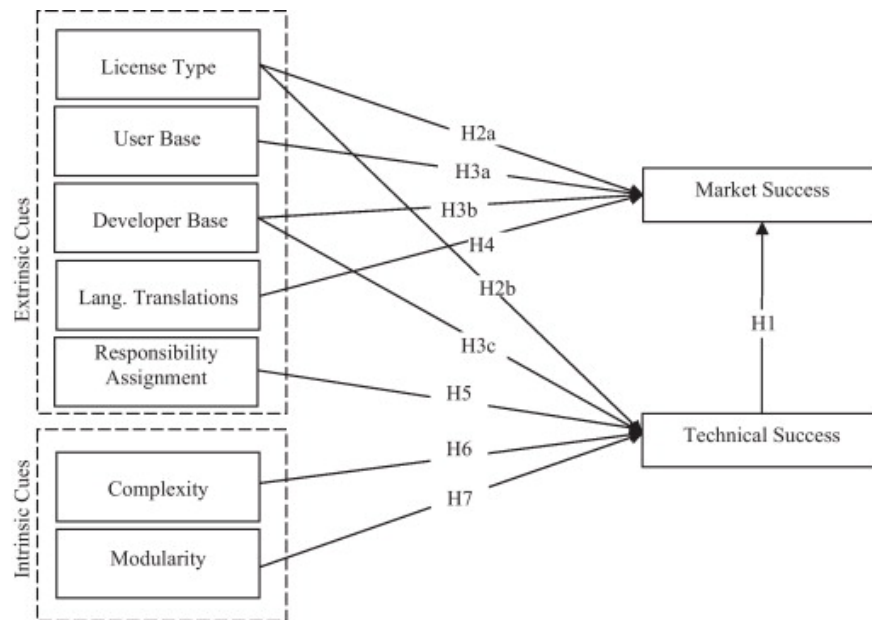 Extrinsic Cues
License Type
User Base
Developer Base
Lang. Translations
Responsibility
Assignment
Intrinsic Cues
Complexity
Modularity
H2a
H3a
H3b
H4
H2b
H3c
H5
H6
H7
Market Success
H1
Technical Success